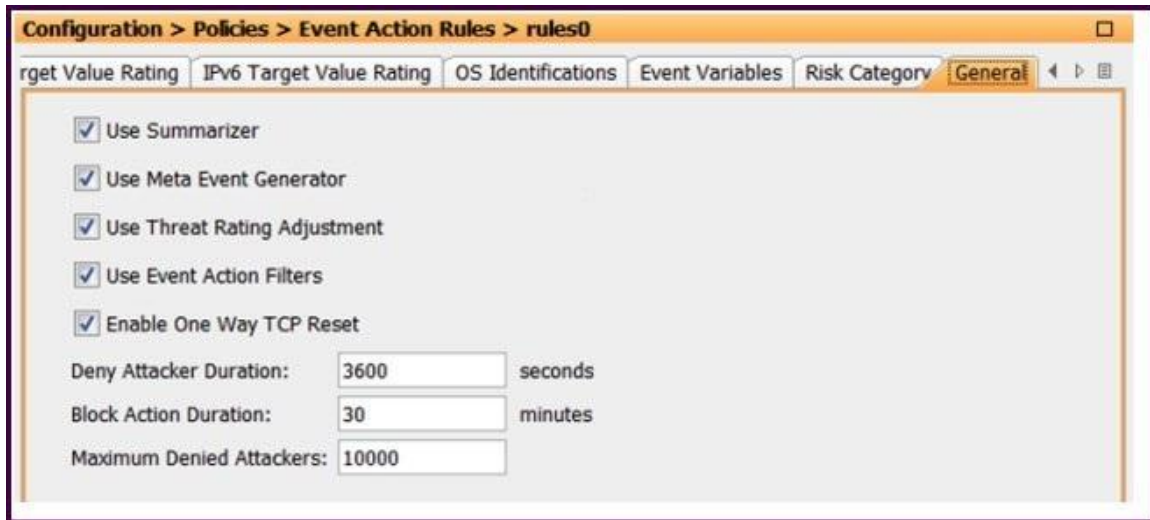 Configuration > Policies > Event Action Rules > rules0
rget Value Rating IPv6 Target Value Rating OS Identifications Event Variables Risk Category General
Use Summarizer
Use Meta Event Generator
Use Threat Rating Adjustment
Use Event Action Filters
Enable One Way TCP Reset
Deny Attacker Duration: 3600 seconds
Block Action Duration: 30 minutes
Maximum Denied Attackers: 10000